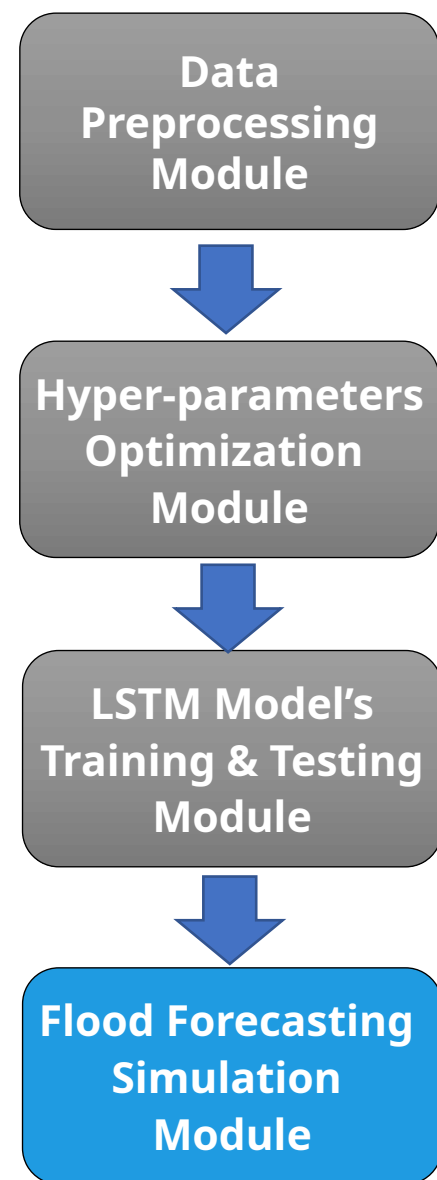 Data
Preprocessing
Module
Hyper-parameters
Optimization
Module
LSTM Model’s
Training & Testing
Module
Flood Forecasting
Simulation
Module